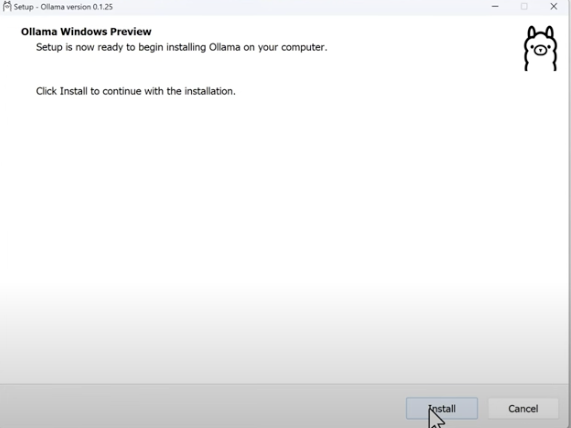 Setup - Ollama version 0.1.25
Ollama Windows Preview
Setup is now ready to begin installing Ollama on your computer.
Click Install to continue with the installation.
Install
Cancel